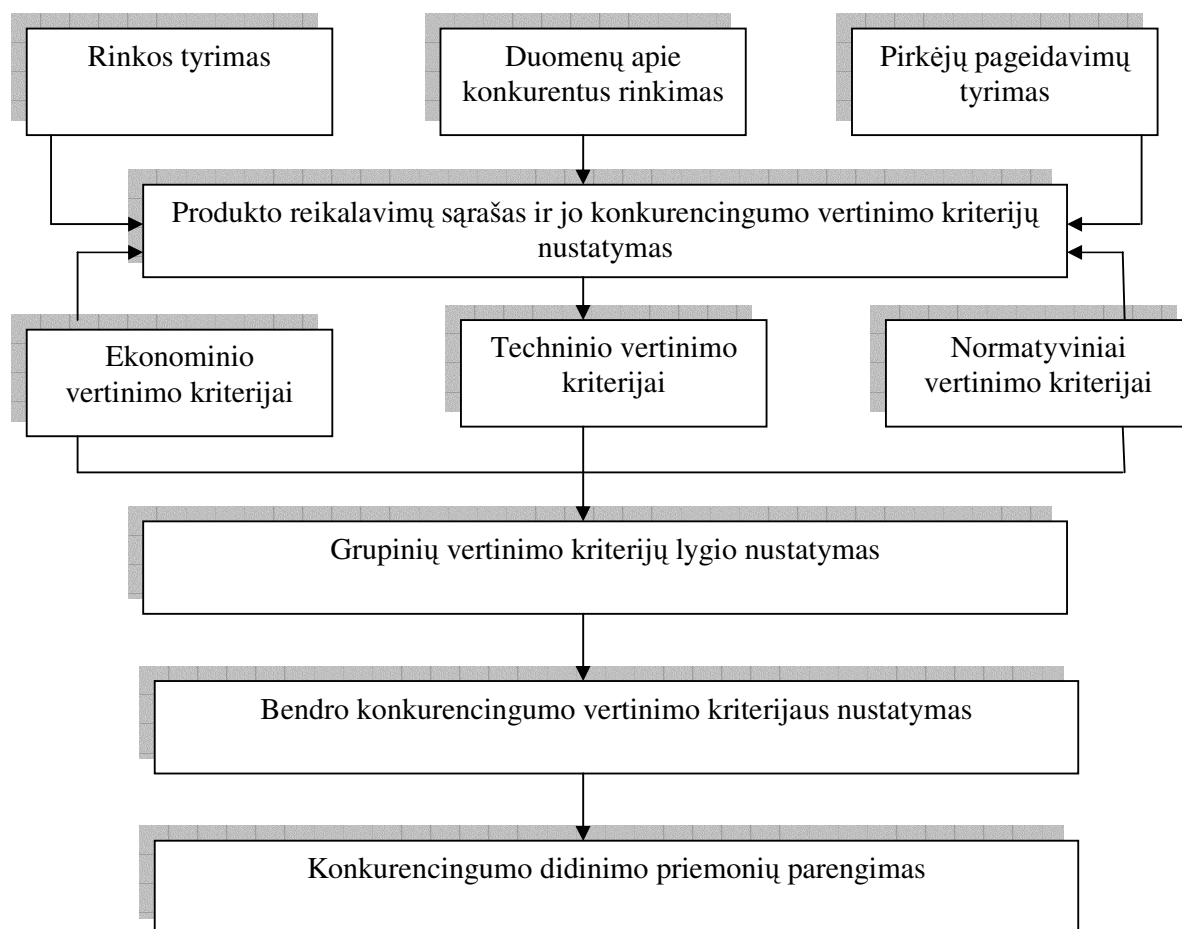 Rinkos tyrimas
Duomenų apie
konkurentus rinkimas
Pirkėjų pageidavimų
tyrimas
Produkto reikalavimų sąrašas ir jo konkurencingumo vertinimo kriterijų
nustatymas
Ekonominio
vertinimo kriterijai
Techninio vertinimo
kriterijai
Normatyviniai
vertinimo kriterijai
Grupinių vertinimo kriterijų lygio nustatymas
Bendro konkurencingumo vertinimo kriterijaus nustatymas
Konkurencingumo didinimo priemonių parengimas